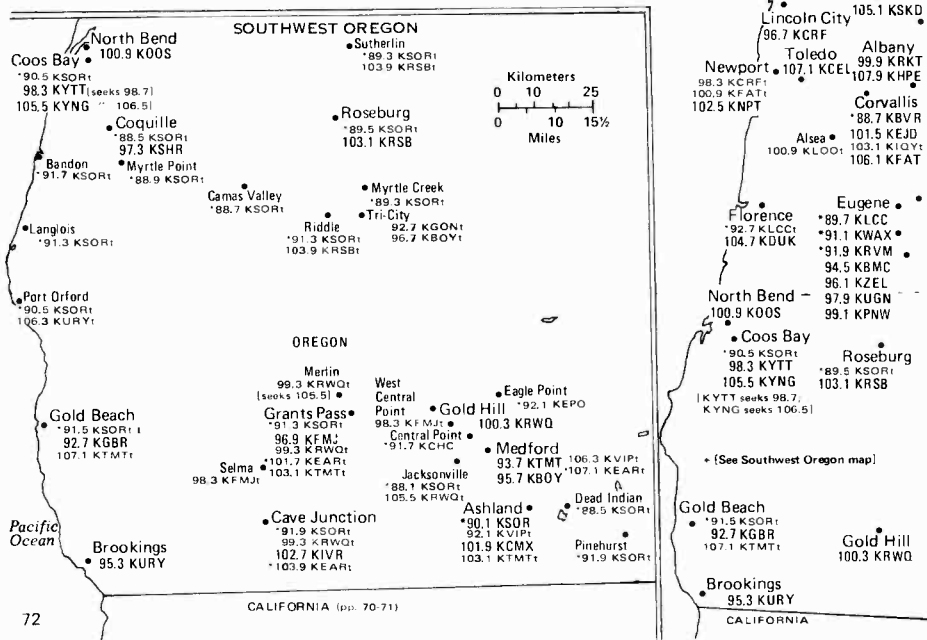 SOUTHWEST OREGON
North Bend
100.9 KOOS
Coos Bay
*90.5 KSORt
98.3 KYTT [seeks 98.7]
105.5 KYNG " 106.5]
Sutherlin
*89.3 KSORt
103.9 KRSBt
Kilometers
0 10 25
0 10 15½
Miles
Coquille
*88.5 KSORt
97.3 KSHR
Roseburg
*89.5 KSORt
103.1 KRSB
Bandon
*91.7 KSORt
Myrtle Point
*88.9 KSORt
Camas Valley
*88.7 KSORt
Myrtle Creek
*89.3 KSORt
Tri-City
92.7 KGONt
96.7 KBOYt
Riddle
*91.3 KSORt
103.9 KRSBt
Langlois
*91.3 KSORt
Port Orford
*90.5 KSORt
106.3 KURYt
OREGON
Merlin
99.3 KRWQt
[seeks 105.5]
West
Central
Point
98.3 KFMJt
Eagle Point
*92.1 KEPO
Gold Hill
100.3 KRWQ
Gold Beach
*91.5 KSORt
92.7 KGBR
107.1 KTMTt
Grants Pass
*91.3 KSORt
96.9 KFMJ
99.3 KRWQt
*101.7 KEARt
103.1 KTMTt
Central Point
*91.7 KCHC
Medford
93.7 KTMT
95.7 KBOY
106.3 KVIPt
*107.1 KEARt
Selma
98.3 KFMJt
Jacksonville
*88.1 KSORt
105.5 KRWQt
Cave Junction
*91.9 KSORt
99.3 KRWQt
102.7 KIVR
*103.9 KEARt
Ashland
*90.1 KSOR
92.1 KVIPt
101.9 KCMX
103.1 KTMTt
Dead Indian
*88.5 KSORt
Pinehurst
*91.9 KSORt
Pacific
Ocean
Brookings
95.3 KURY
CALIFORNIA (pp. 70-71)
72
7
105.1 KSKD
Lincoln City
96.7 KCRF
Toledo
107.1 KCEL
Albany
99.9 KRKT
107.9 KHPE
Newport
98.3 KCRFt
100.9 KFATt
102.5 KNPT
Corvallis
*88.7 KBVR
101.5 KEJD
103.1 KIQYt
106.1 KFAT
Alsea
100.9 KLOOt
Florence
*92.7 KLCCt
104.7 KDUK
Eugene
*89.7 KLCC
*91.1 KWAX
*91.9 KRVM
94.5 KBMC
96.1 KZEL
97.9 KUGN
99.1 KPNW
North Bend
100.9 KOOS
Coos Bay
*90.5 KSORt
98.3 KYTT
105.5 KYNG
[KYTT seeks 98.7,
KYNG seeks 106.5]
Roseburg
*89.5 KSORt
103.1 KRSB
+ [See Southwest Oregon map]
Gold Beach
*91.5 KSORt
92.7 KGBR
107.1 KTMTt
Gold Hill
100.3 KRWQ
Brookings
95.3 KURY
CALIFORNIA